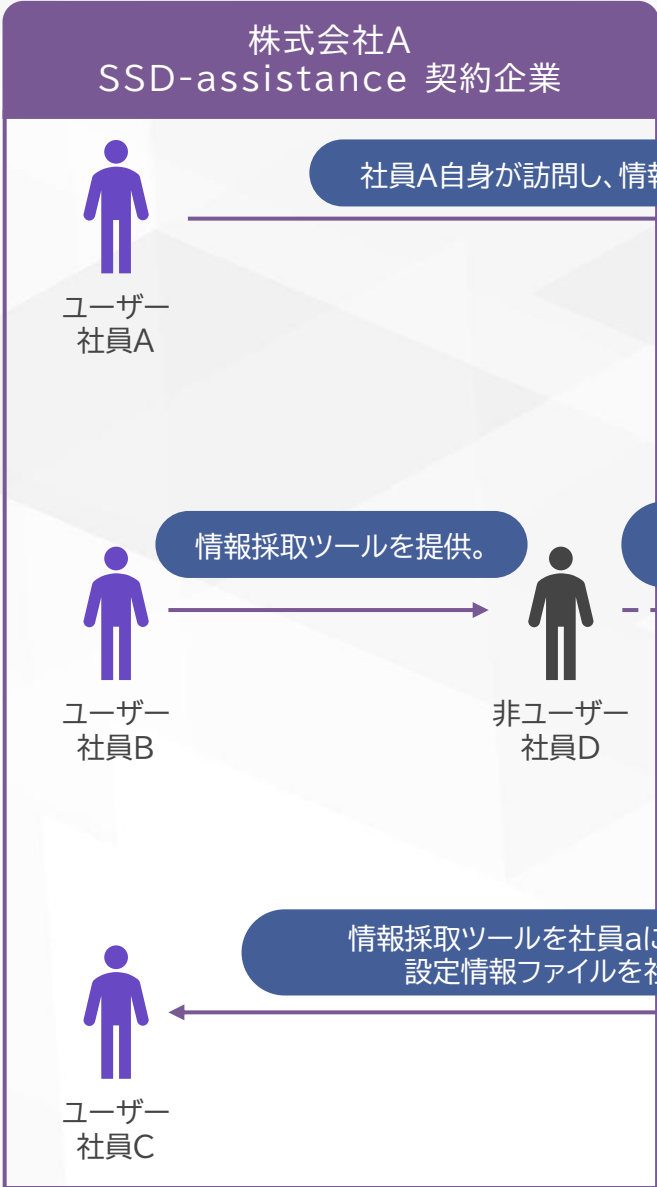 株式会社A
SSD-assistance 契約企業
社員A自身が訪問し、情
ユーザー
社員A
情報採取ツールを提供。
ユーザー
社員B
非ユーザー
社員D
情報採取ツールを社員aに
設定情報ファイルを
ユーザー
社員C